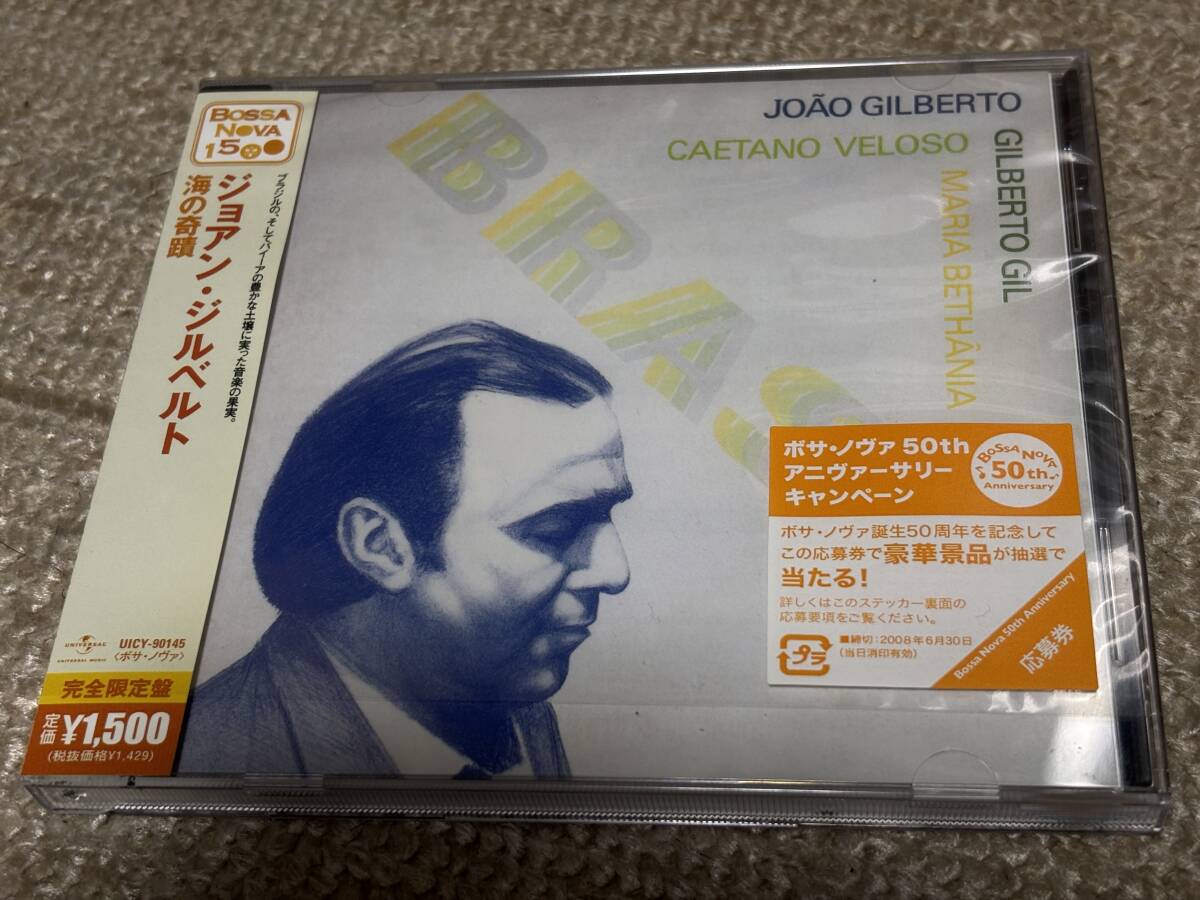 BOSSA
NOVA
1500
ジョアン・ジルベルト
海の奇蹟
ブラジルの、そしてバイーアの豊かな土壌に実った音楽の果実。
UNIVERSAL
UNIVERSAL MUSIC
UICY-90145
〈ボサ・ノヴァ〉
完全限定盤
定価¥1,500
(税抜価格¥1,429)
JOÃO GILBERTO
CAETANO VELOSO
GILBERTO GIL
MARIA BETHÂNIA
BRAS
ボサ・ノヴァ 50th
アニヴァーサリー
キャンペーン
BOSSA NOVA
50th
Anniversary
ボサ・ノヴァ誕生50周年を記念して
この応募券で豪華景品が抽選で
当たる!
詳しくはこのステッカー裏面の
応募要項をご覧ください。
プラ
■締切:2008年6月30日
(当日消印有効)
Bossa Nova 50th Anniversary
応募券